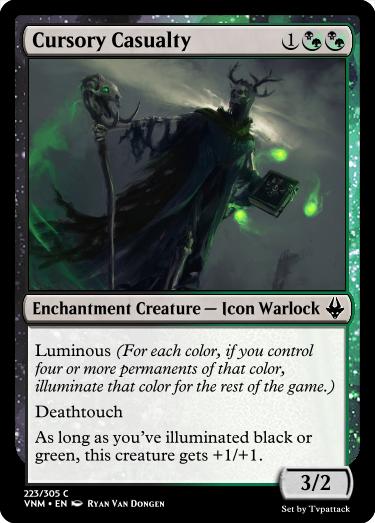 Cursory Casualty 1
Enchantment Creature — Icon Warlock
Luminous (For each color, if you control
four or more permanents of that color,
illuminate that color for the rest of the game.)
Deathtouch
As long as you've illuminated black or
green, this creature gets +1/+1.
3/2
223/305 C
VNM • EN Ryan Van Dongen
Set by Tvpattack